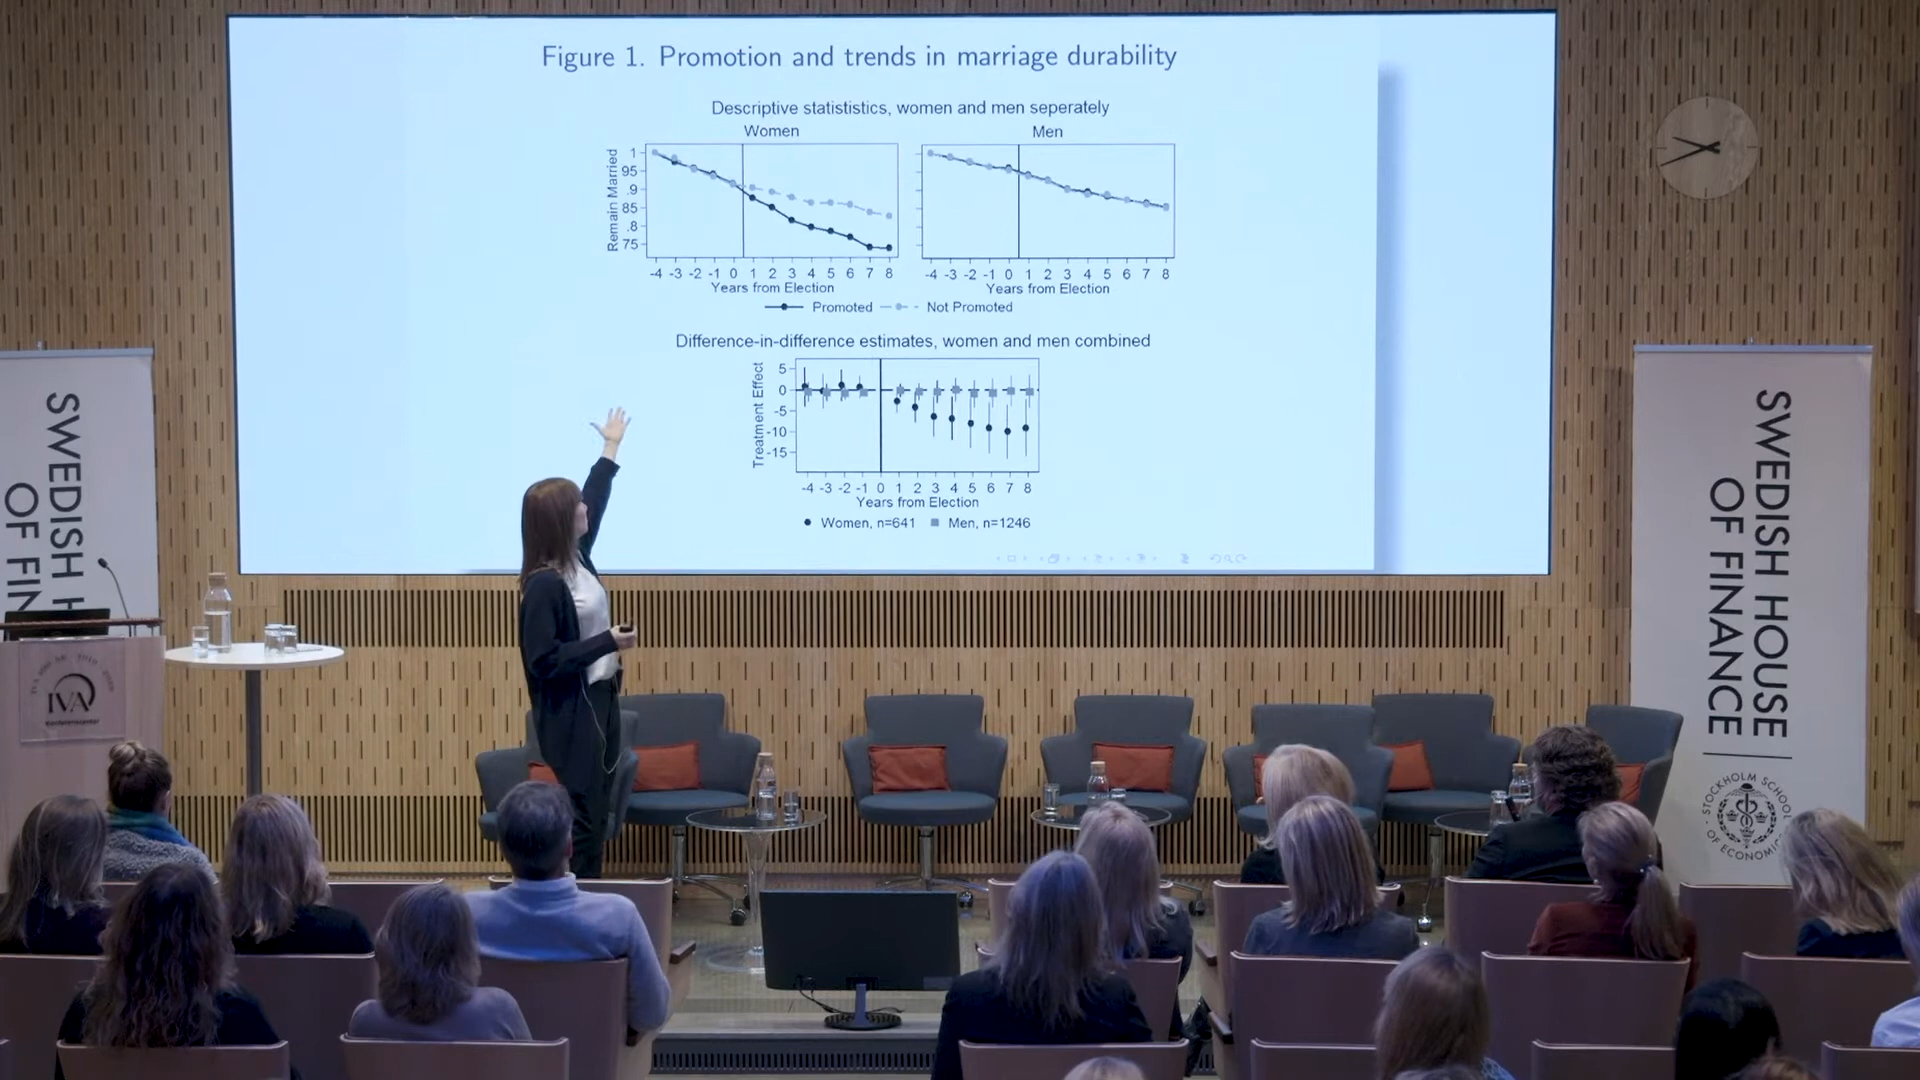 Figure 1. Promotion and trends in marriage durability
Descriptive statististics, women and men seperately
Women
Men
Remain Married
1
95
.9
85
.8
75
-4 -3 -2 -1 0 1 2 3 4 5 6 7 8
Years from Election
-4 -3 -2 -1 0 1 2 3 4 5 6 7 8
Years from Election
Promoted
Not Promoted
Difference-in-difference estimates, women and men combined
Treatment Effect
5
0
-5
-10
-15
-4 -3 -2 -1 0 1 2 3 4 5 6 7 8
Years from Election
Women, n=641
Men, n=1246
SWEDISH H
OF FIN
IVA
Konferenscenter
SWEDISH HOUSE
OF FINANCE
STOCKHOLM SCHOOL
OF ECONOMIC